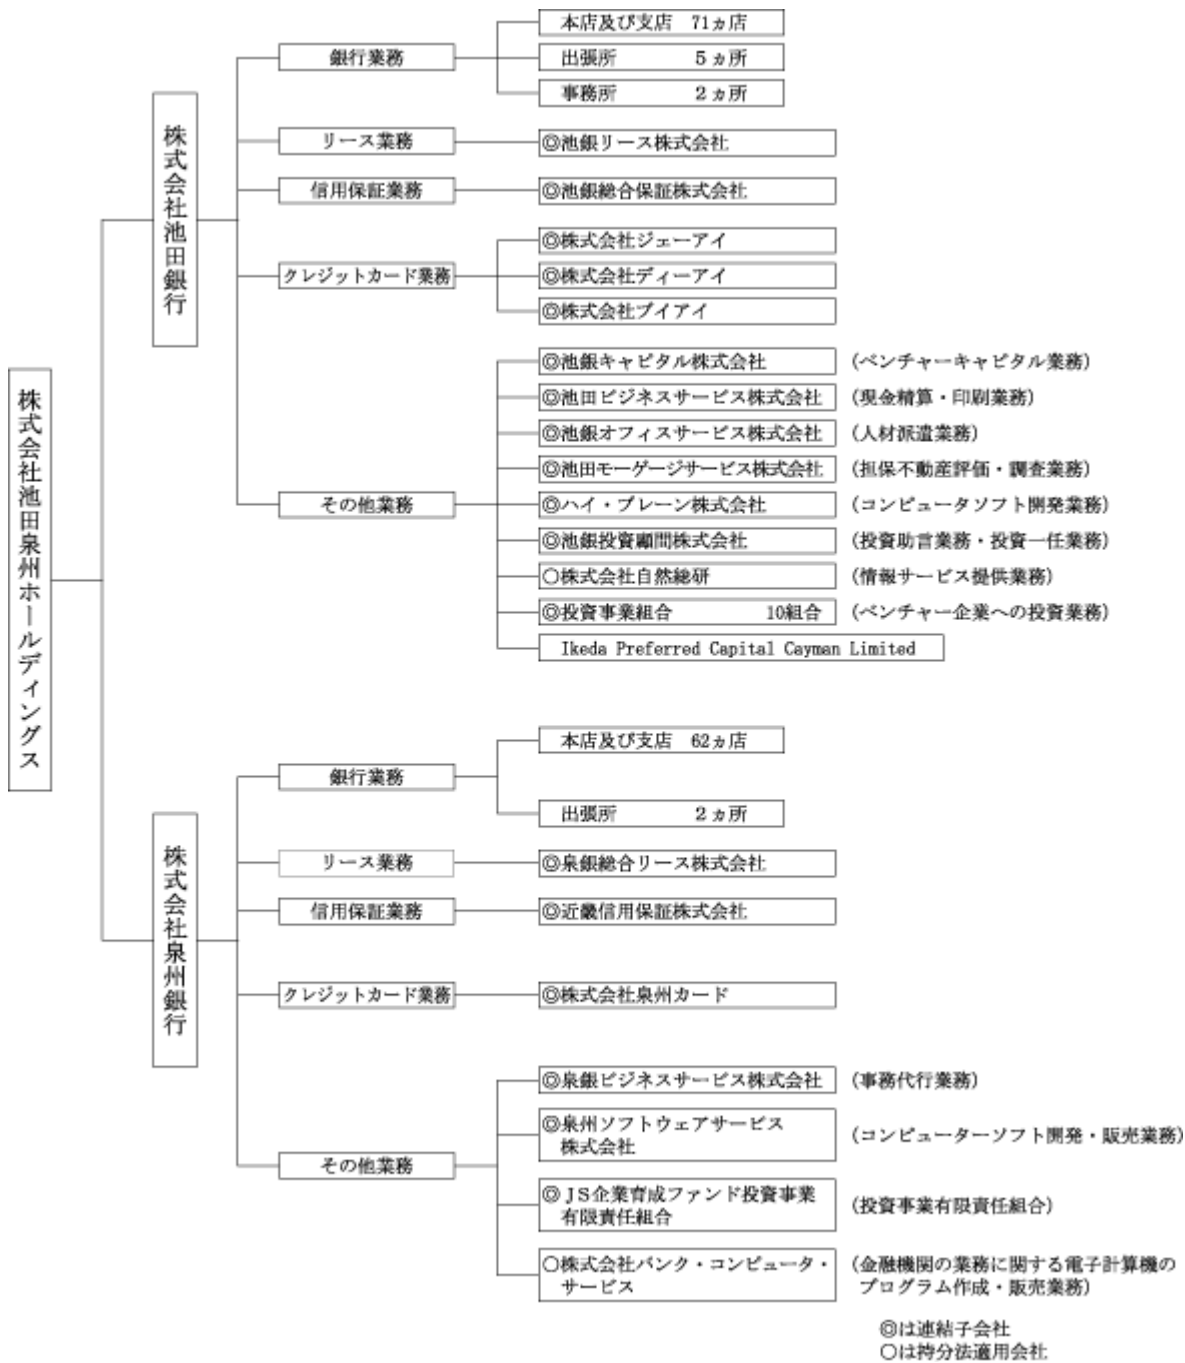 株式会社池田泉州ホールディングス
株式会社池田銀行
銀行業務
本店及び支店 71ヵ店
出張所 5ヵ所
事務所 2ヵ所
リース業務
◎池銀リース株式会社
信用保証業務
◎池銀総合保証株式会社
クレジットカード業務
◎株式会社ジェーアイ
◎株式会社ディーアイ
◎株式会社ブイアイ
その他業務
◎池銀キャピタル株式会社 (ベンチャーキャピタル業務)
◎池田ビジネスサービス株式会社 (現金精算・印刷業務)
◎池銀オフィスサービス株式会社 (人材派遣業務)
◎池田モーゲージサービス株式会社 (担保不動産評価・調査業務)
◎ハイ・ブレーン株式会社 (コンピュータソフト開発業務)
◎池銀投資顧問株式会社 (投資助言業務・投資一任業務)
○株式会社自然総研 (情報サービス提供業務)
◎投資事業組合 10組合 (ベンチャー企業への投資業務)
Ikeda Preferred Capital Cayman Limited
株式会社泉州銀行
銀行業務
本店及び支店 62ヵ店
出張所 2ヵ所
リース業務
◎泉銀総合リース株式会社
信用保証業務
◎近畿信用保証株式会社
クレジットカード業務
◎株式会社泉州カード
その他業務
◎泉銀ビジネスサービス株式会社 (事務代行業務)
◎泉州ソフトウェアサービス
株式会社
(コンピューターソフト開発・販売業務)
◎JS企業育成ファンド投資事業
有限責任組合
(投資事業有限責任組合)
○株式会社バンク・コンピュータ・
サービス
(金融機関の業務に関する電子計算機の
プログラム作成・販売業務)
◎は連結子会社
○は持分法適用会社